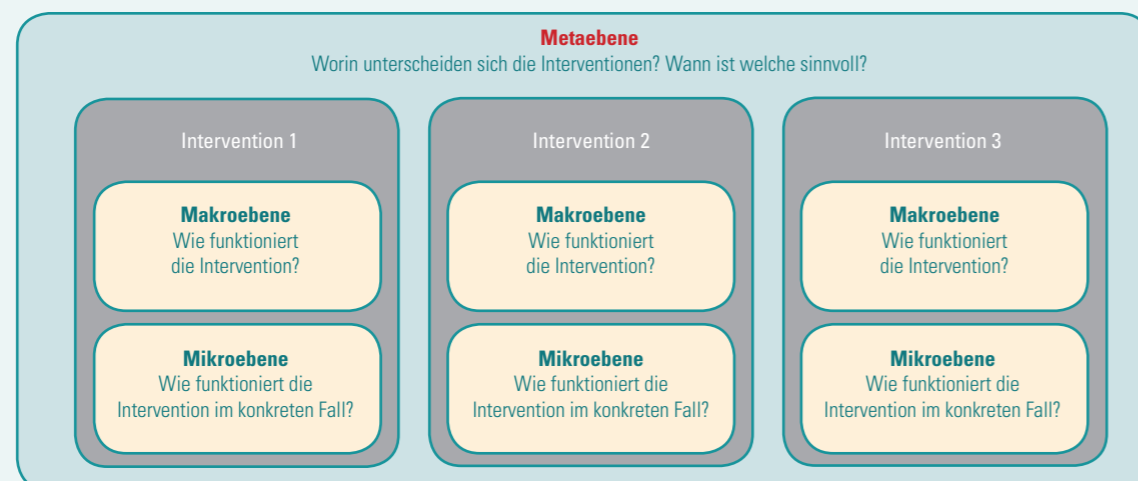 Metaebene
Worin unterscheiden sich die Interventionen? Wann ist welche sinnvoll?
Intervention 1
Makroebene
Wie funktioniert
die Intervention?
Mikroebene
Wie funktioniert die
Intervention im konkreten Fall?
Intervention 2
Makroebene
Wie funktioniert
die Intervention?
Mikroebene
Wie funktioniert die
Intervention im konkreten Fall?
Intervention 3
Makroebene
Wie funktioniert
die Intervention?
Mikroebene
Wie funktioniert die
Intervention im konkreten Fall?